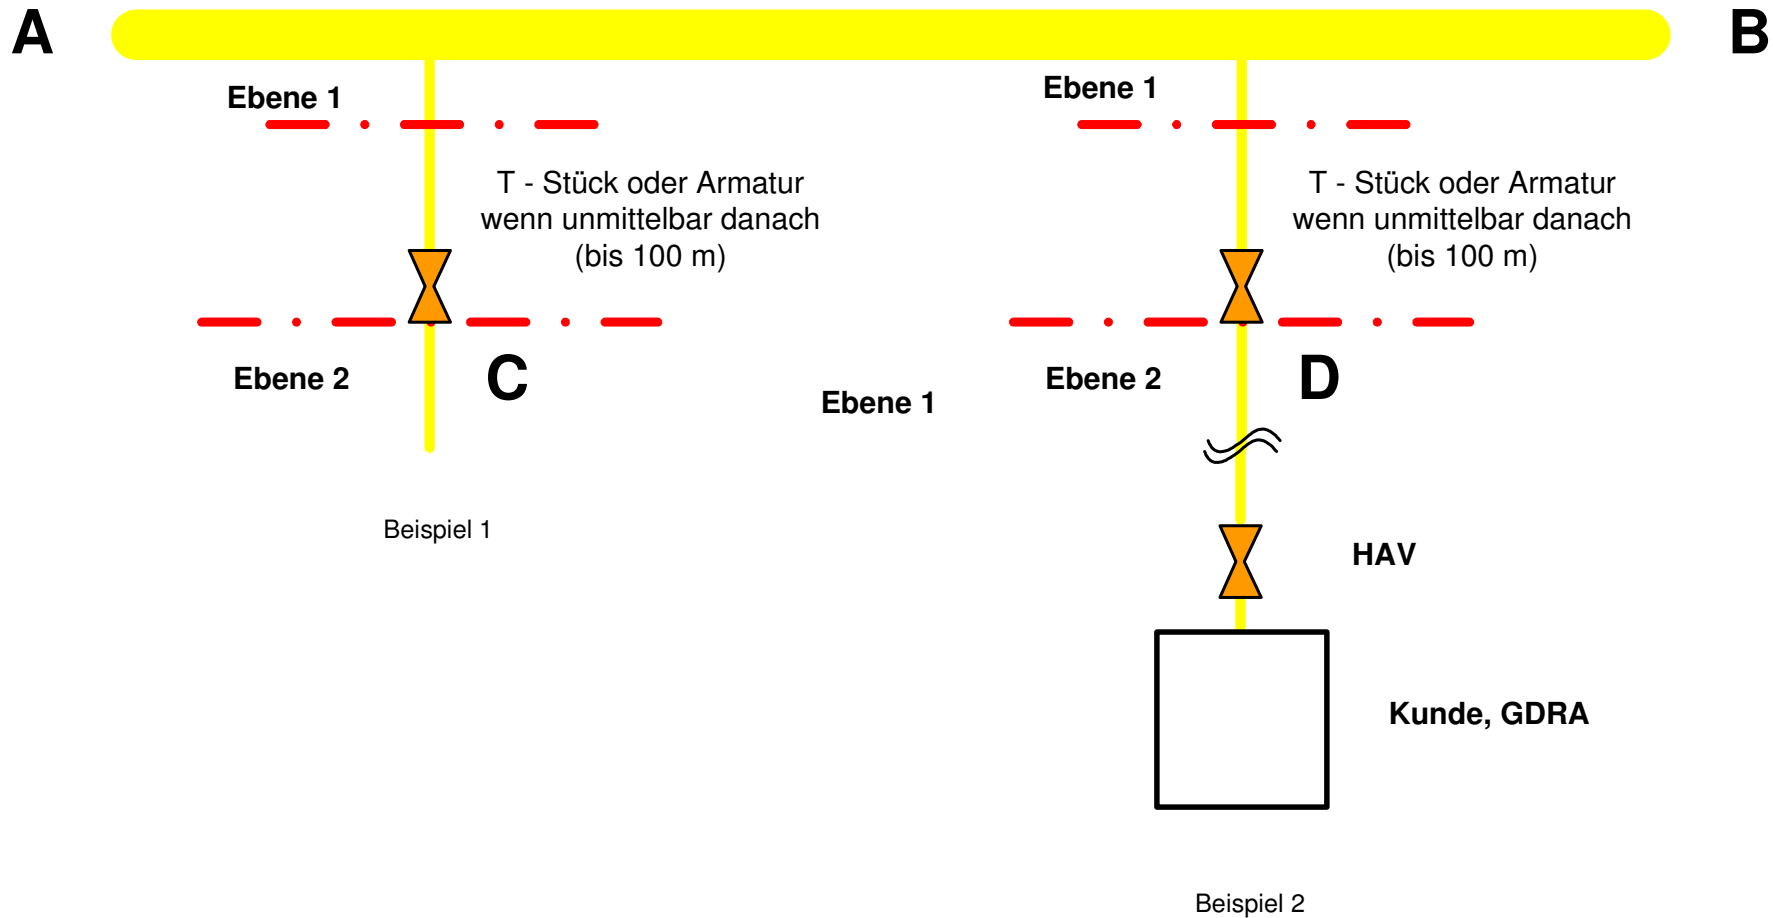 A
B
Ebene 1
Ebene 1
T - Stück oder Armatur
wenn unmittelbar danach
(bis 100 m)
T - Stück oder Armatur
wenn unmittelbar danach
(bis 100 m)
Ebene 2
C
Ebene 1
Ebene 2
D
Beispiel 1
HAV
Kunde, GDRA
Beispiel 2